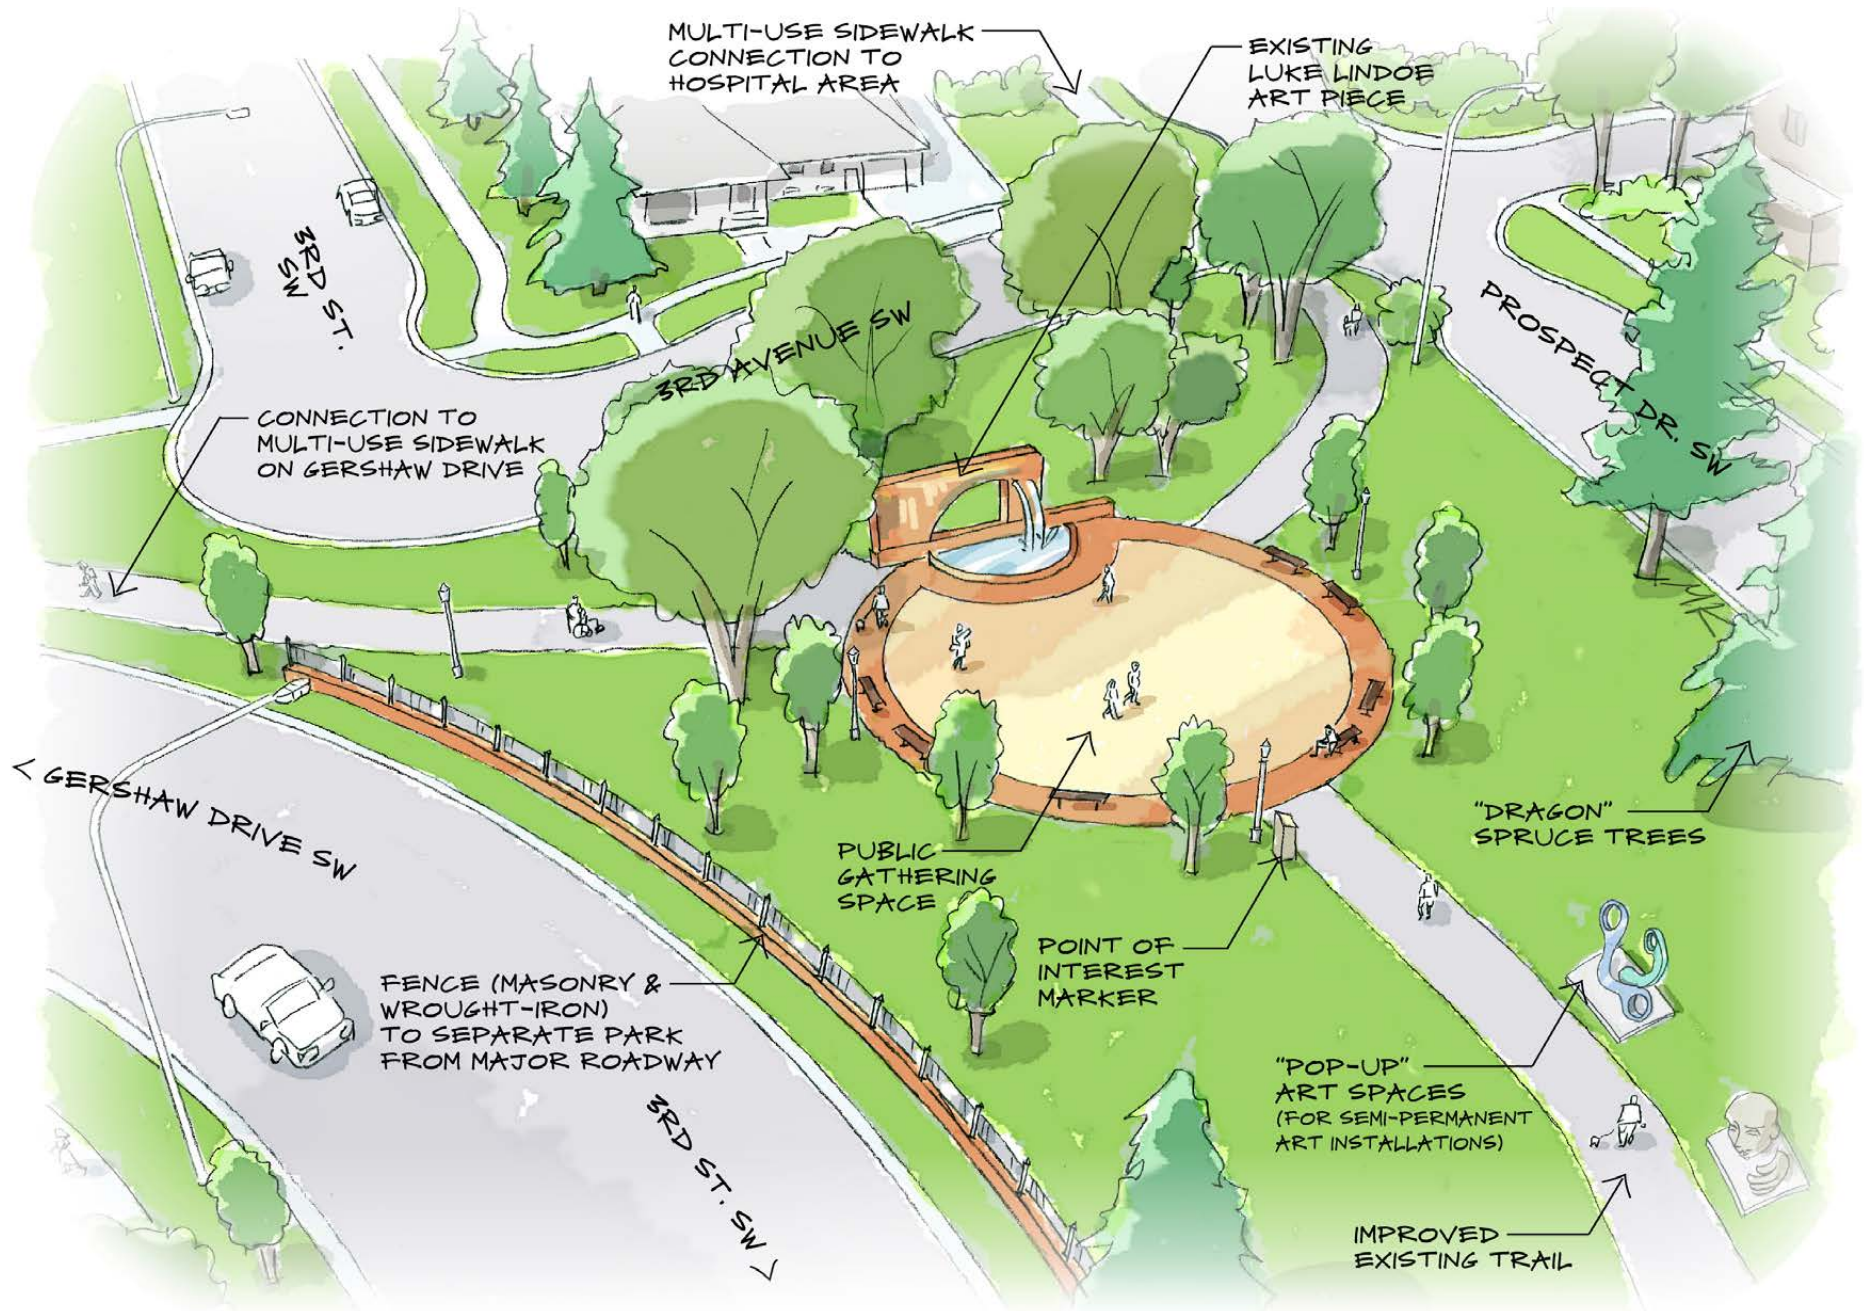 MULTI-USE SIDEWALK
CONNECTION TO
HOSPITAL AREA
EXISTING
LUKE LINDOE
ART PIECE
3RD ST.
SW
3RD AVENUE SW
PROSPECT DR. SW
CONNECTION TO
MULTI-USE SIDEWALK
ON GERSHAW DRIVE
< GERSHAW DRIVE SW
"DRAGON"
SPRUCE TREES
PUBLIC
GATHERING
SPACE
POINT OF
INTEREST
MARKER
FENCE (MASONRY &
WROUGHT-IRON)
TO SEPARATE PARK
FROM MAJOR ROADWAY
"POP-UP"
ART SPACES
(FOR SEMI-PERMANENT
ART INSTALLATIONS)
3RD ST. SW >
IMPROVED
EXISTING TRAIL